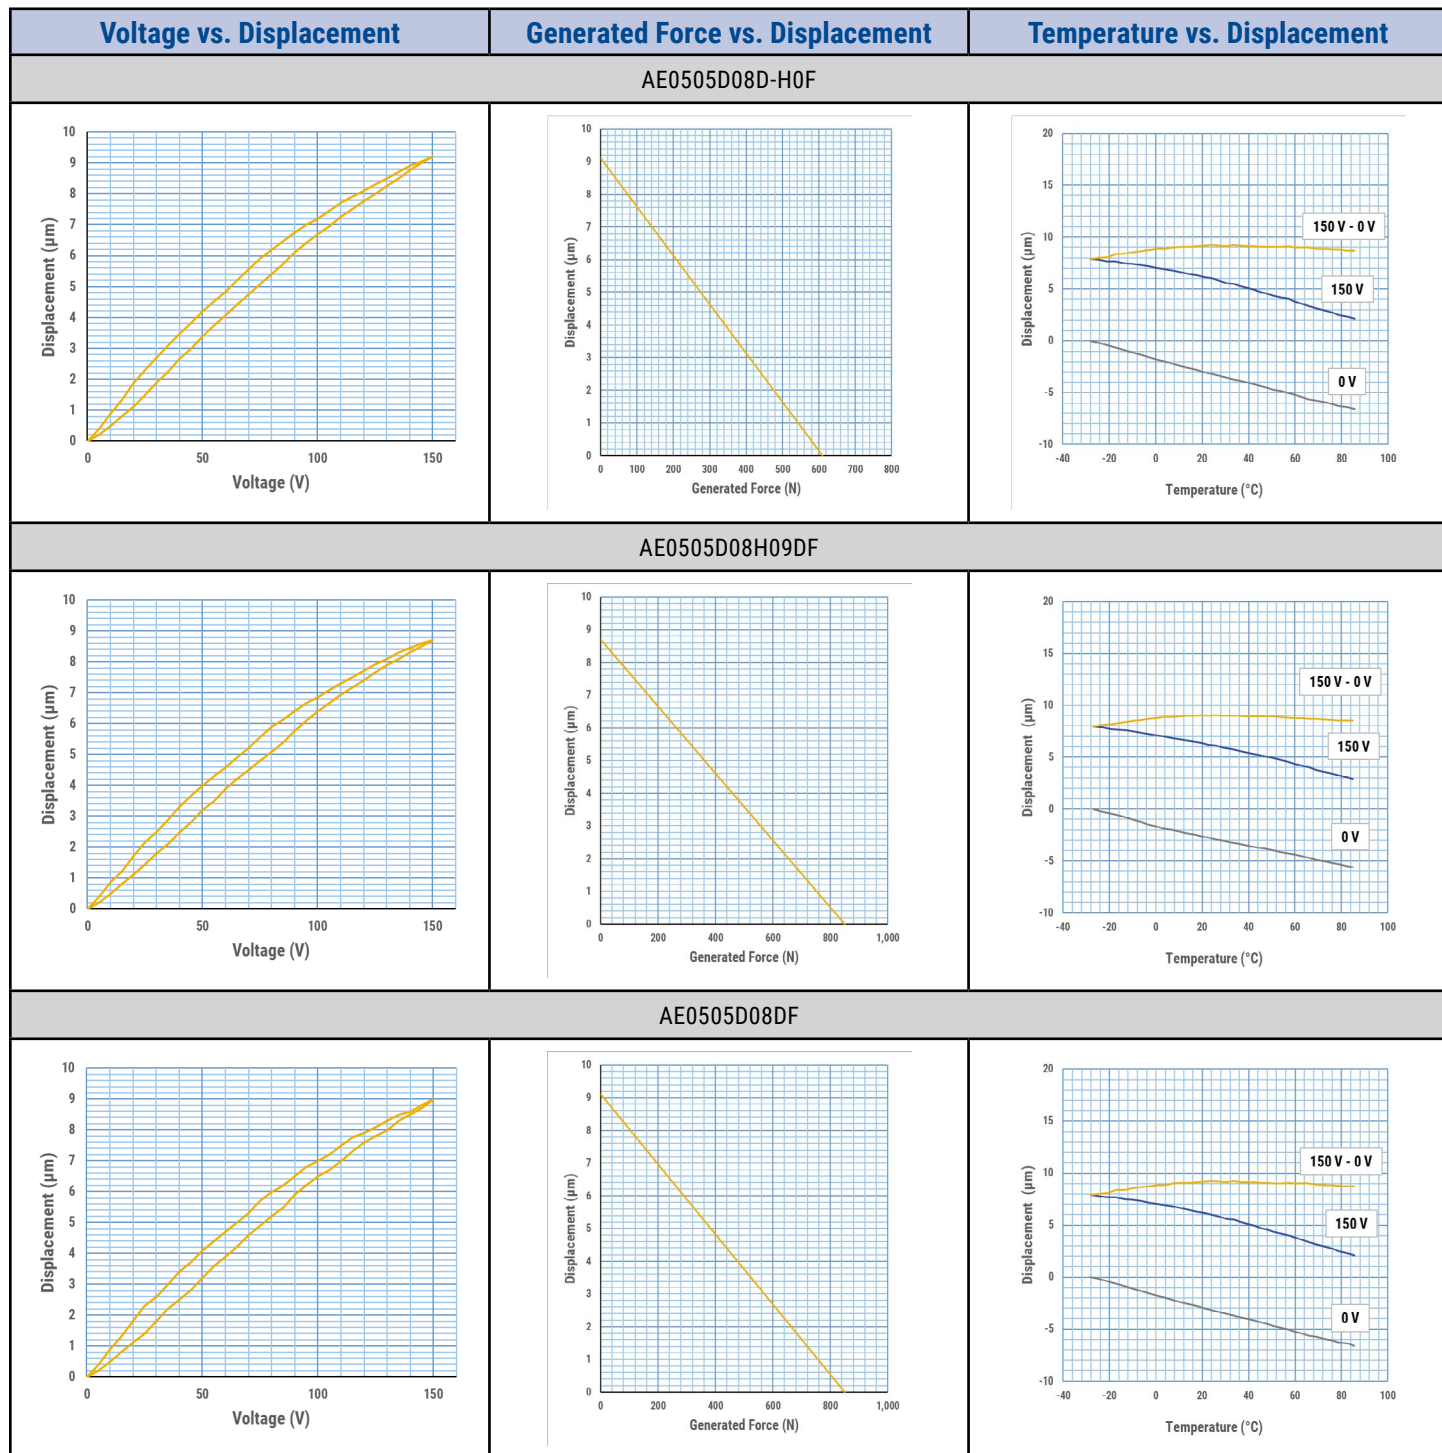 Voltage vs. Displacement
Generated Force vs. Displacement
Temperature vs. Displacement
AE0505D08D-H0F
10
9
8
7
6
5
4
3
2
1
0
Displacement (µm)
0 50 100 150
Voltage (V)
10
9
8
7
6
5
4
3
2
1
0
Displacement (µm)
0 100 200 300 400 500 600 700 800
Generated Force (N)
20
15
10
5
0
-5
-10
Displacement (µm)
150 V - 0 V
150 V
0 V
-40 -20 0 20 40 60 80 100
Temperature (°C)
AE0505D08H09DF
10
9
8
7
6
5
4
3
2
1
0
Displacement (µm)
0 50 100 150
Voltage (V)
10
9
8
7
6
5
4
3
2
1
0
Displacement (µm)
0 200 400 600 800 1,000
Generated Force (N)
20
15
10
5
0
-5
-10
Displacement (µm)
150 V - 0 V
150 V
0 V
-40 -20 0 20 40 60 80 100
Temperature (°C)
AE0505D08DF
10
9
8
7
6
5
4
3
2
1
0
Displacement (µm)
0 50 100 150
Voltage (V)
10
9
8
7
6
5
4
3
2
1
0
Displacement (µm)
0 200 400 600 800 1,000
Generated Force (N)
20
15
10
5
0
-5
-10
Displacement (µm)
150 V - 0 V
150 V
0 V
-40 -20 0 20 40 60 80 100
Temperature (°C)